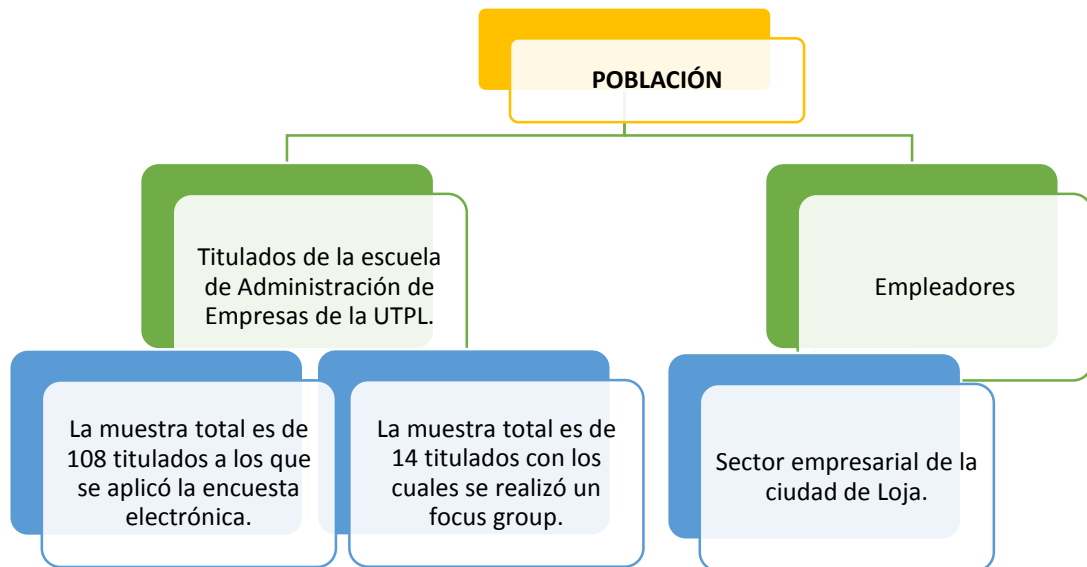 POBLACIÓN
Titulados de la escuela
de Administración de
Empresas de la UTPL.
Empleadores
La muestra total es de
108 titulados a los que
se aplicó la encuesta
electrónica.
La muestra total es de
14 titulados con los
cuales se realizó un
focus group.
Sector empresarial de la
ciudad de Loja.